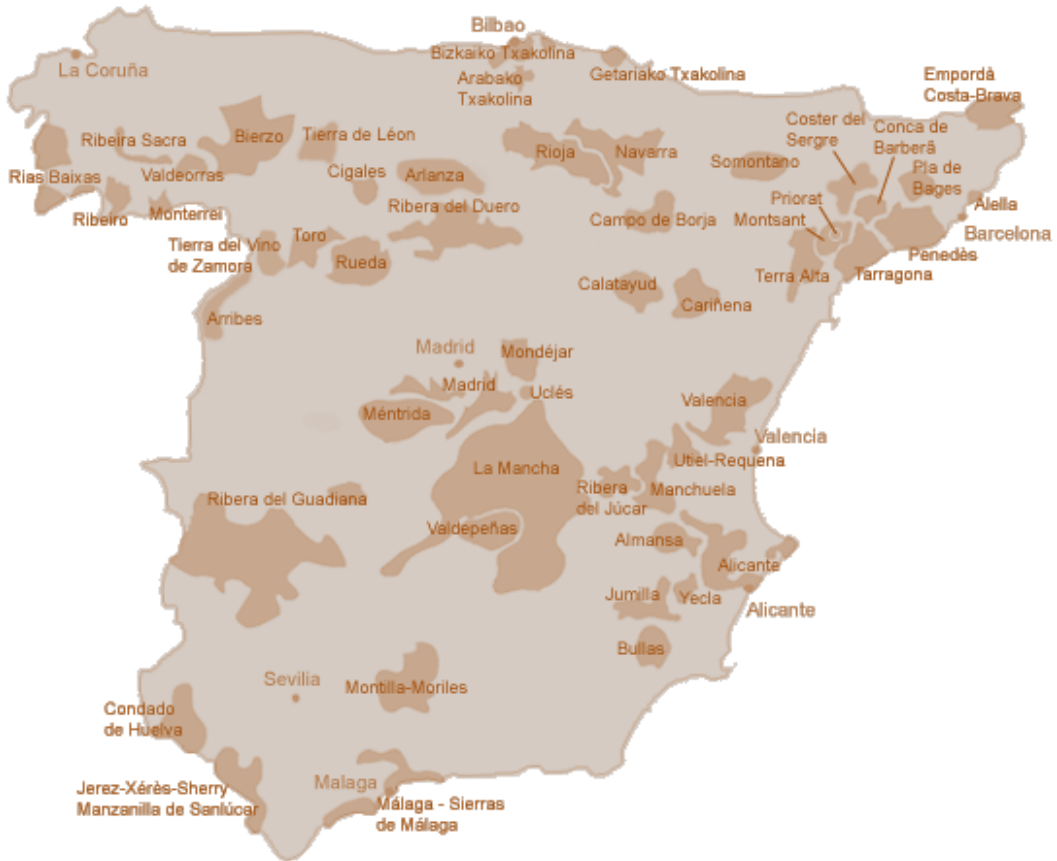 Bilbao
Bizkaiko Txakolina
La Coruña
Getariako Txakolina
Arabako
Txakolina
Empordà
Costa-Brava
Coster del
Sergre
Conca de
Barberã
Ribeira Sacra
Bierzo
Tierra de Léon
Rioja
Navarra
Somontano
Pla de
Bages
Rias Baixas
Valdeorras
Cigales
Arlanza
Priorat
Alella
Ribeiro
Monterrei
Ribera del Duero
Campo de Borja
Montsant
Barcelona
Tierra del Vino
de Zamora
Toro
Rueda
Penedès
Terra Alta
Tarragona
Calatayud
Cariñena
Arribes
Madrid
Mondéjar
Madrid
Uclés
Méntrida
Valencia
Valencia
La Mancha
Utiel-Requena
Ribera
del Júcar
Manchuela
Ribera del Guadiana
Valdepeñas
Almansa
Alicante
Jumilla
Yecla
Alicante
Bullas
Sevilia
Montilla-Moriles
Condado
de Huelva
Jerez-Xérès-Sherry
Manzanilla de Sanlúcar
Malaga
Málaga - Sierras
de Málaga